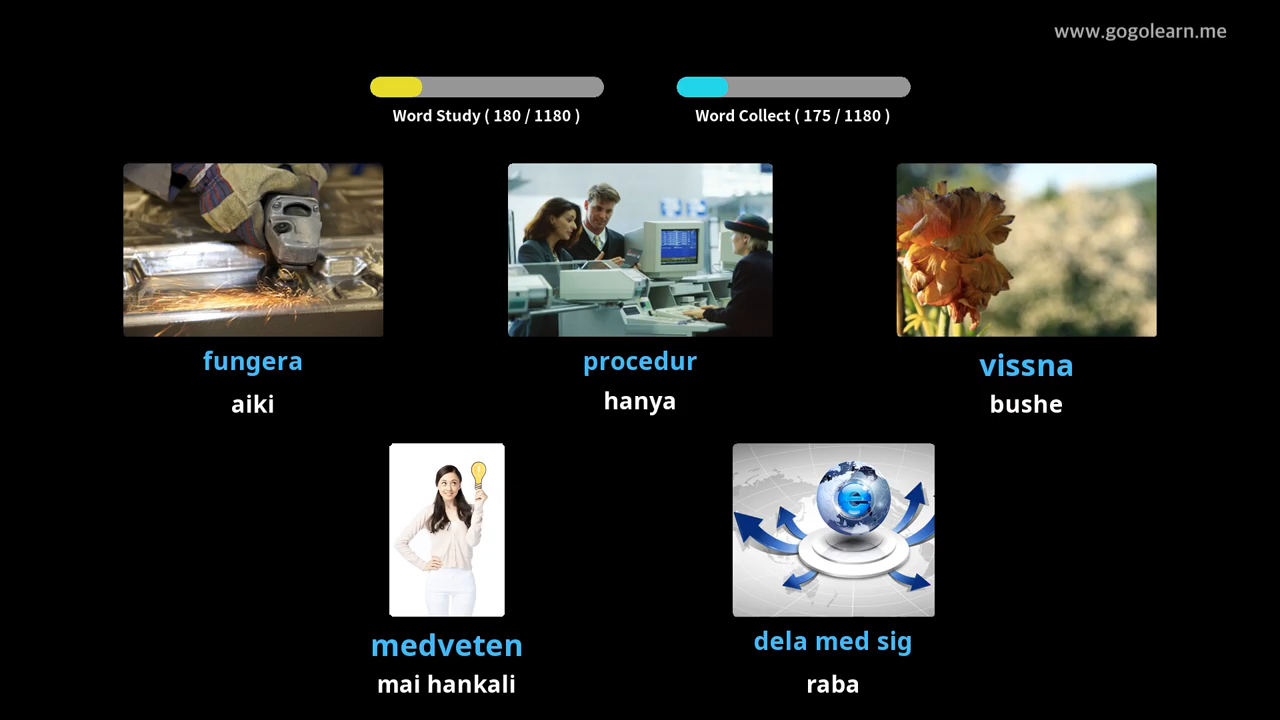 www.gogolearn.me
Word Study ( 180 / 1180 )
Word Collect ( 175 / 1180 )
fungera
aiki
procedur
hanya
vissna
bushe
medveten
mai hankali
dela med sig
raba